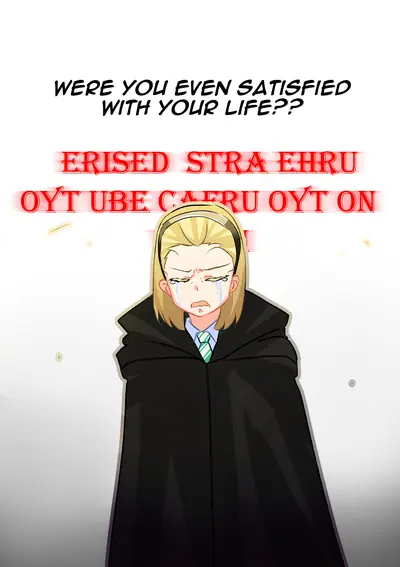 WERE YOU EVEN SATISFIED
WITH YOUR LIFE??
ERISED STRA EHRU
OYT UBE CAFRU OYT ON